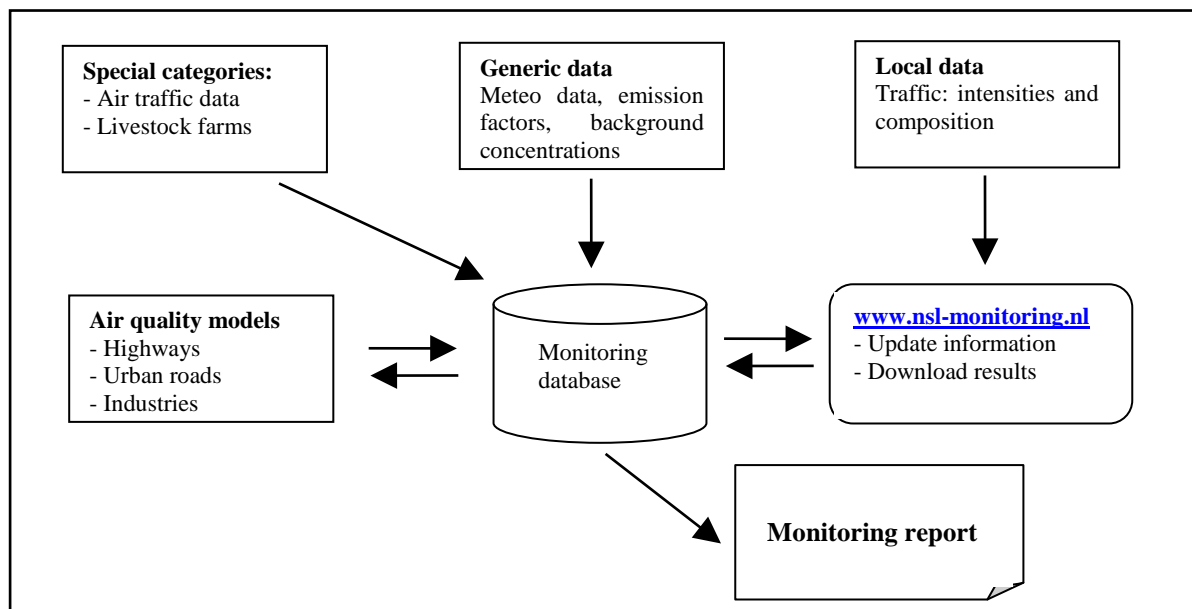 Special categories:
- Air traffic data
- Livestock farms
Generic data
Meteo data, emission
factors, background
concentrations
Local data
Traffic: intensities and
composition
Air quality models
- Highways
- Urban roads
- Industries
Monitoring
database
www.nsl-monitoring.nl
- Update information
- Download results
Monitoring report